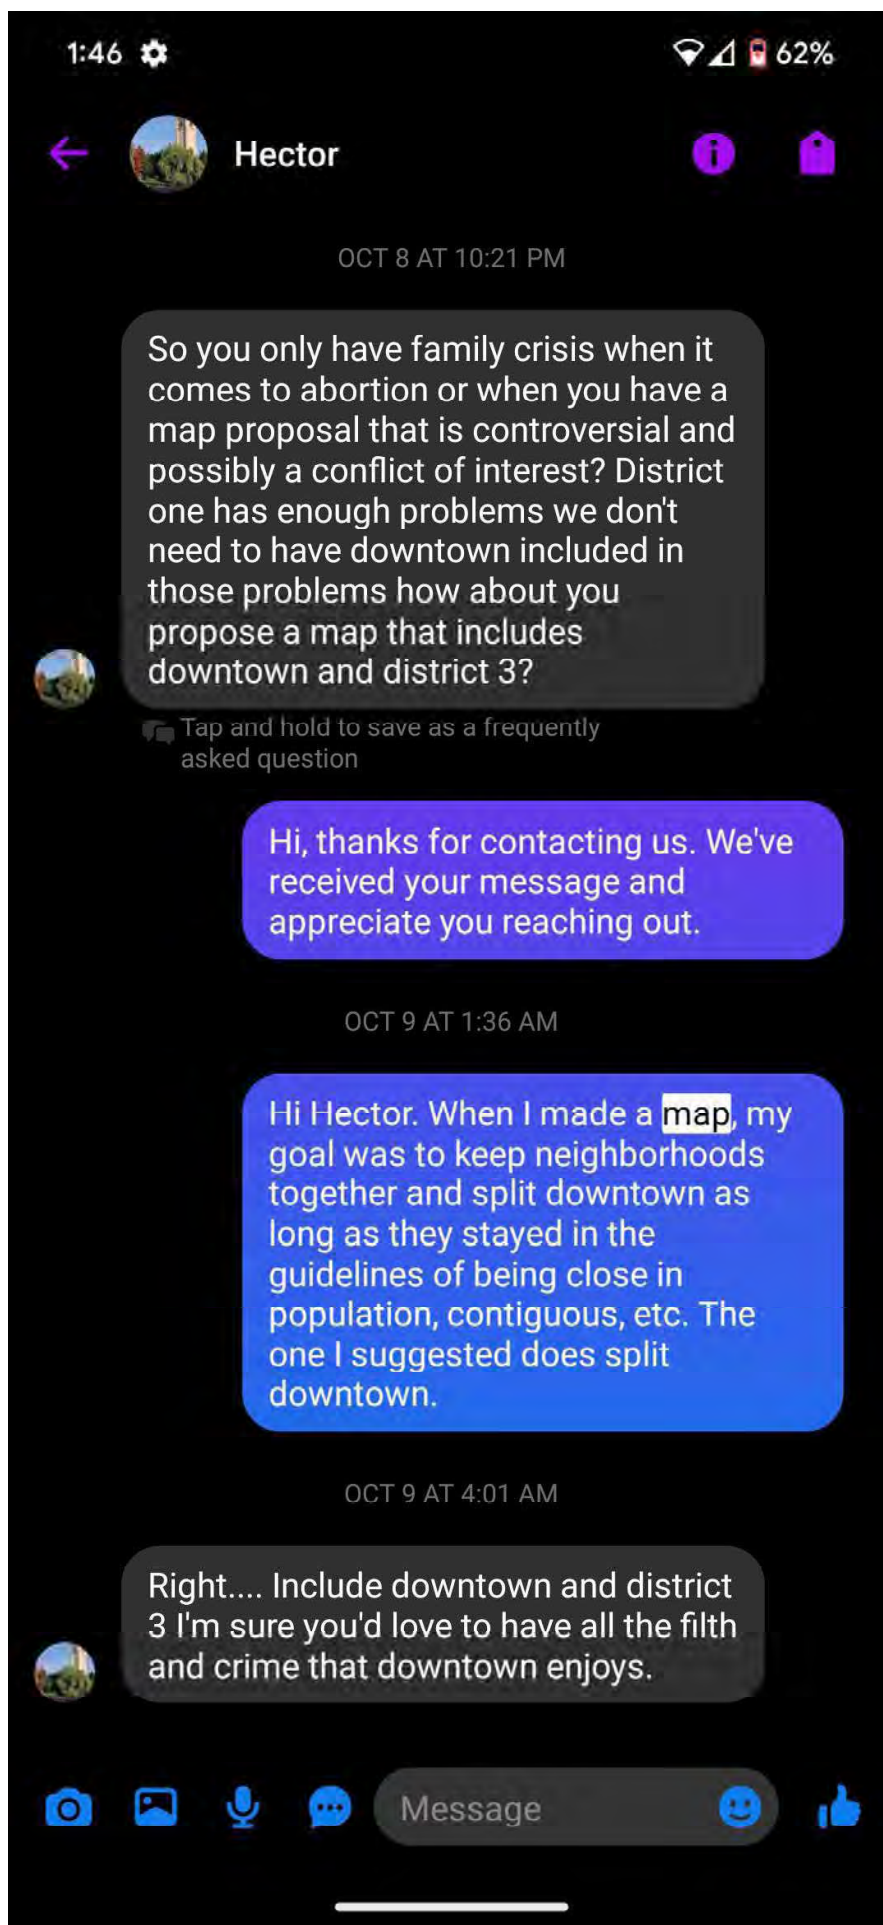 1:46 62%
Hector
OCT 8 AT 10:21 PM
So you only have family crisis when it
comes to abortion or when you have a
map proposal that is controversial and
possibly a conflict of interest? District
one has enough problems we don't
need to have downtown included in
those problems how about you
propose a map that includes
downtown and district 3?
Tap and hold to save as a frequently
asked question
Hi, thanks for contacting us. We've
received your message and
appreciate you reaching out.
OCT 9 AT 1:36 AM
Hi Hector. When I made a map, my
goal was to keep neighborhoods
together and split downtown as
long as they stayed in the
guidelines of being close in
population, contiguous, etc. The
one I suggested does split
downtown.
OCT 9 AT 4:01 AM
Right.... Include downtown and district
3 I'm sure you'd love to have all the filth
and crime that downtown enjoys.
Message